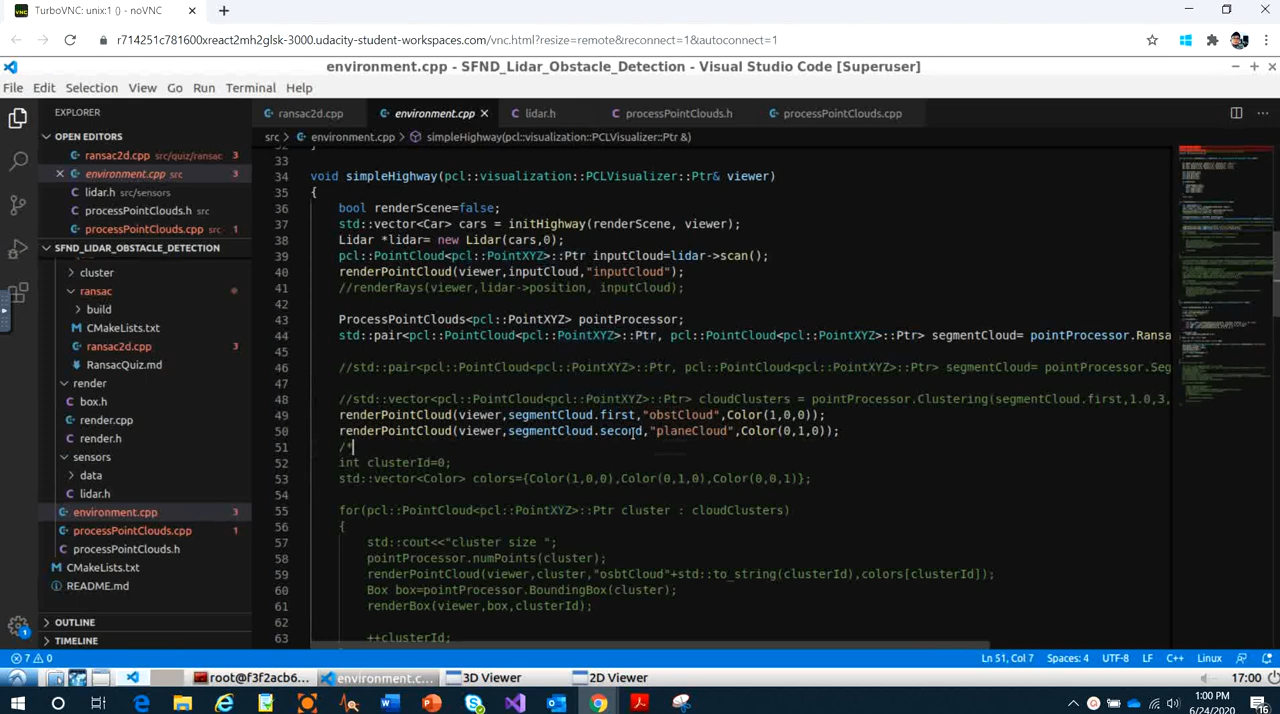 TurboVNC: unix:1 () - noVNC
r714251c781600xreact2mh2glsk-3000.udacity-student-workspaces.com/vnc.html?resize=remote&reconnect=1&autoconnect=1
environment.cpp - SFND_Lidar_Obstacle_Detection - Visual Studio Code [Superuser]
File Edit Selection View Go Run Terminal Help
EXPLORER
ransac2d.cpp environment.cpp lidar.h processPointClouds.h processPointClouds.cpp
OPEN EDITORS
src > environment.cpp > simpleHighway(pcl::visualization::PCLVisualizer::Ptr &)
ransac2d.cpp src/quiz/ransac 3
environment.cpp src 3
lidar.h src/sensors
processPointClouds.h src
processPointClouds.cpp src 1
SFND_LIDAR_OBSTACLE_DETECTION
cluster
ransac
build
CMakeLists.txt
ransac2d.cpp 3
RansacQuiz.md
render
box.h
render.cpp
render.h
sensors
data
lidar.h
environment.cpp 3
processPointClouds.cpp 1
processPointClouds.h
CMakeLists.txt
README.md
OUTLINE
TIMELINE
33
34 void simpleHighway(pcl::visualization::PCLVisualizer::Ptr& viewer)
35 {
36 bool renderScene=false;
37 std::vector<Car> cars = initHighway(renderScene, viewer);
38 Lidar *lidar= new Lidar(cars,0);
39 pcl::PointCloud<pcl::PointXYZ>::Ptr inputCloud=lidar->scan();
40 renderPointCloud(viewer,inputCloud,"inputCloud");
41 //renderRays(viewer,lidar->position, inputCloud);
42
43 ProcessPointClouds<pcl::PointXYZ> pointProcessor;
44 std::pair<pcl::PointCloud<pcl::PointXYZ>::Ptr, pcl::PointCloud<pcl::PointXYZ>::Ptr> segmentCloud= pointProcessor.Ransa
45
46 //std::pair<pcl::PointCloud<pcl::PointXYZ>::Ptr, pcl::PointCloud<pcl::PointXYZ>::Ptr> segmentCloud= pointProcessor.Seg
47
48 //std::vector<pcl::PointCloud<pcl::PointXYZ>::Ptr> cloudClusters = pointProcessor.Clustering(segmentCloud.first,1.0,3,
49 renderPointCloud(viewer,segmentCloud.first,"obstCloud",Color(1,0,0));
50 renderPointCloud(viewer,segmentCloud.second,"planeCloud",Color(0,1,0));
51 /*
52 int clusterId=0;
53 std::vector<Color> colors={Color(1,0,0),Color(0,1,0),Color(0,0,1)};
54
55 for(pcl::PointCloud<pcl::PointXYZ>::Ptr cluster : cloudClusters)
56 {
57 std::cout<<"cluster size ";
58 pointProcessor.numPoints(cluster);
59 renderPointCloud(viewer,cluster,"osbtCloud"+std::to_string(clusterId),colors[clusterId]);
60 Box box=pointProcessor.BoundingBox(cluster);
61 renderBox(viewer,box,clusterId);
62
63 ++clusterId;
7 0 Ln 51, Col 7 Spaces: 4 UTF-8 LF C++ Linux
root@f3f2acb6... environment.c... 3D Viewer 2D Viewer 17:00
1:00 PM
6/24/2020
16